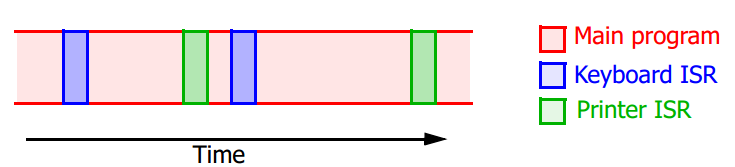 Main program
Keyboard ISR
Printer ISR
Time